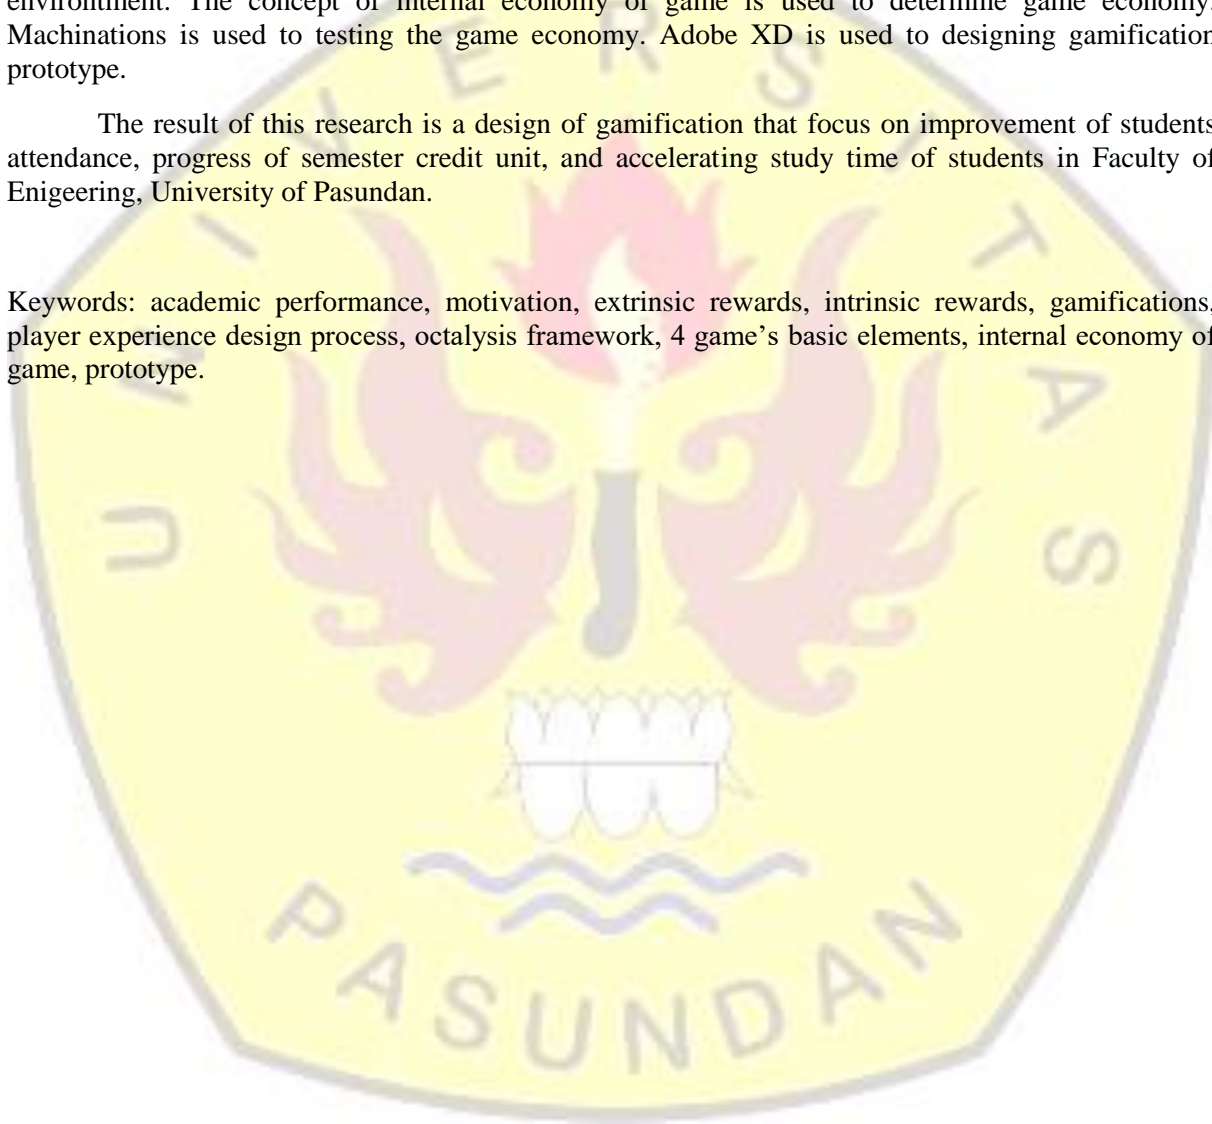 environment. The concept of internal economy of game is used to determine game economy.
Machinations is used to testing the game economy. Adobe XD is used to designing gamification
prototype.
The result of this research is a design of gamification that focus on improvement of students
attendance, progress of semester credit unit, and accelerating study time of students in Faculty of
Enigeering, University of Pasundan.
Keywords: academic performance, motivation, extrinsic rewards, intrinsic rewards, gamifications,
player experience design process, octalysis framework, 4 game’s basic elements, internal economy of
game, prototype.
UNIVERSITAS
PASUNDAN